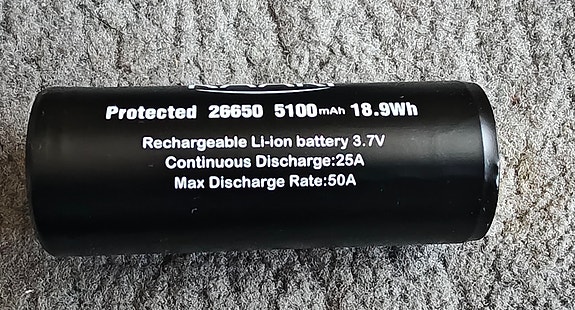 Protected 26650 5100mAh 18.9Wh
Rechargeable Li-ion battery 3.7V
Continuous Discharge:25A
Max Discharge Rate:50A